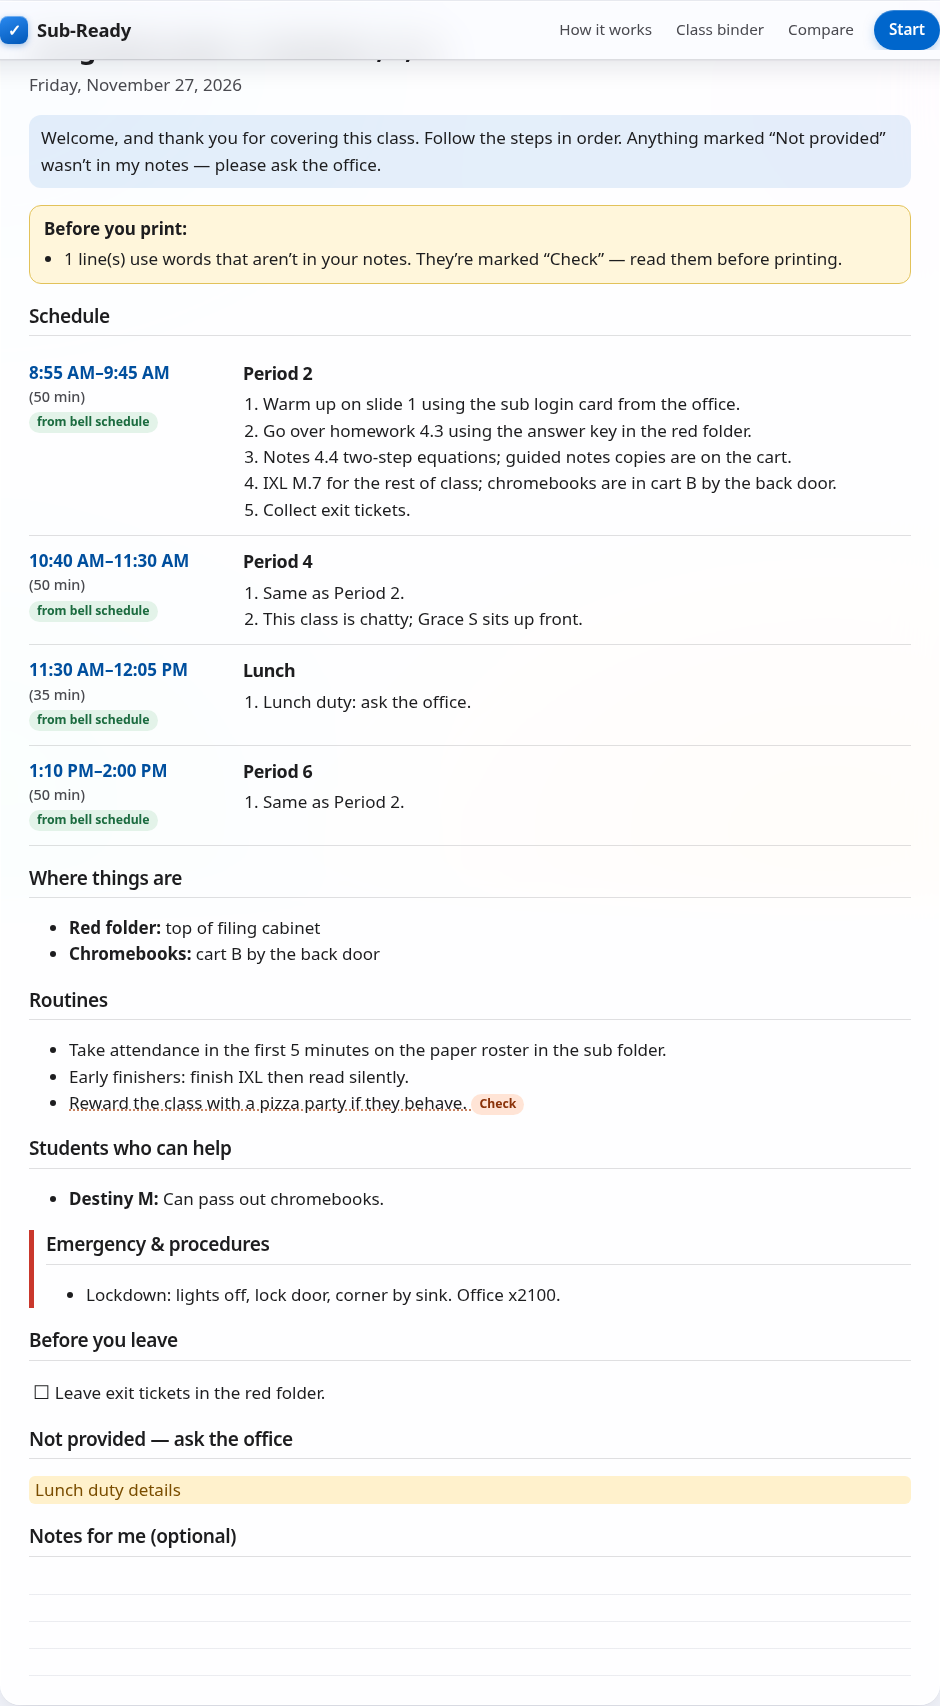 ✓ Sub-Ready
How it works
Class binder
Compare
Start
Friday, November 27, 2026
Welcome, and thank you for covering this class. Follow the steps in order. Anything marked “Not provided”
wasn’t in my notes — please ask the office.
Before you print:
• 1 line(s) use words that aren’t in your notes. They’re marked “Check” — read them before printing.
Schedule
8:55 AM–9:45 AM
(50 min)
from bell schedule
Period 2
1. Warm up on slide 1 using the sub login card from the office.
2. Go over homework 4.3 using the answer key in the red folder.
3. Notes 4.4 two-step equations; guided notes copies are on the cart.
4. IXL M.7 for the rest of class; chromebooks are in cart B by the back door.
5. Collect exit tickets.
10:40 AM–11:30 AM
(50 min)
from bell schedule
Period 4
1. Same as Period 2.
2. This class is chatty; Grace S sits up front.
11:30 AM–12:05 PM
(35 min)
from bell schedule
Lunch
1. Lunch duty: ask the office.
1:10 PM–2:00 PM
(50 min)
from bell schedule
Period 6
1. Same as Period 2.
Where things are
• Red folder: top of filing cabinet
• Chromebooks: cart B by the back door
Routines
• Take attendance in the first 5 minutes on the paper roster in the sub folder.
• Early finishers: finish IXL then read silently.
• Reward the class with a pizza party if they behave. Check
Students who can help
• Destiny M: Can pass out chromebooks.
Emergency & procedures
• Lockdown: lights off, lock door, corner by sink. Office x2100.
Before you leave
☐ Leave exit tickets in the red folder.
Not provided — ask the office
Lunch duty details
Notes for me (optional)